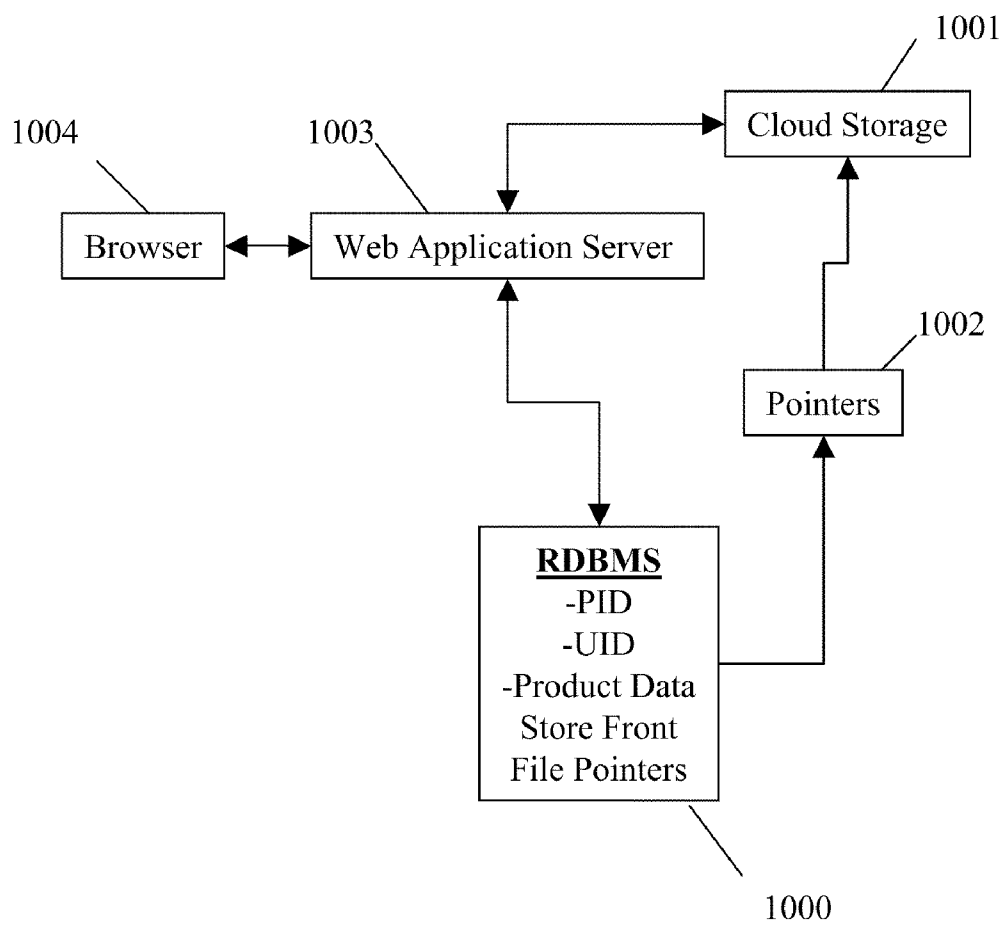 1001
Cloud Storage
1004
1003
Browser
Web Application Server
1002
Pointers
RDBMS
-PID
-UID
-Product Data
Store Front
File Pointers
1000